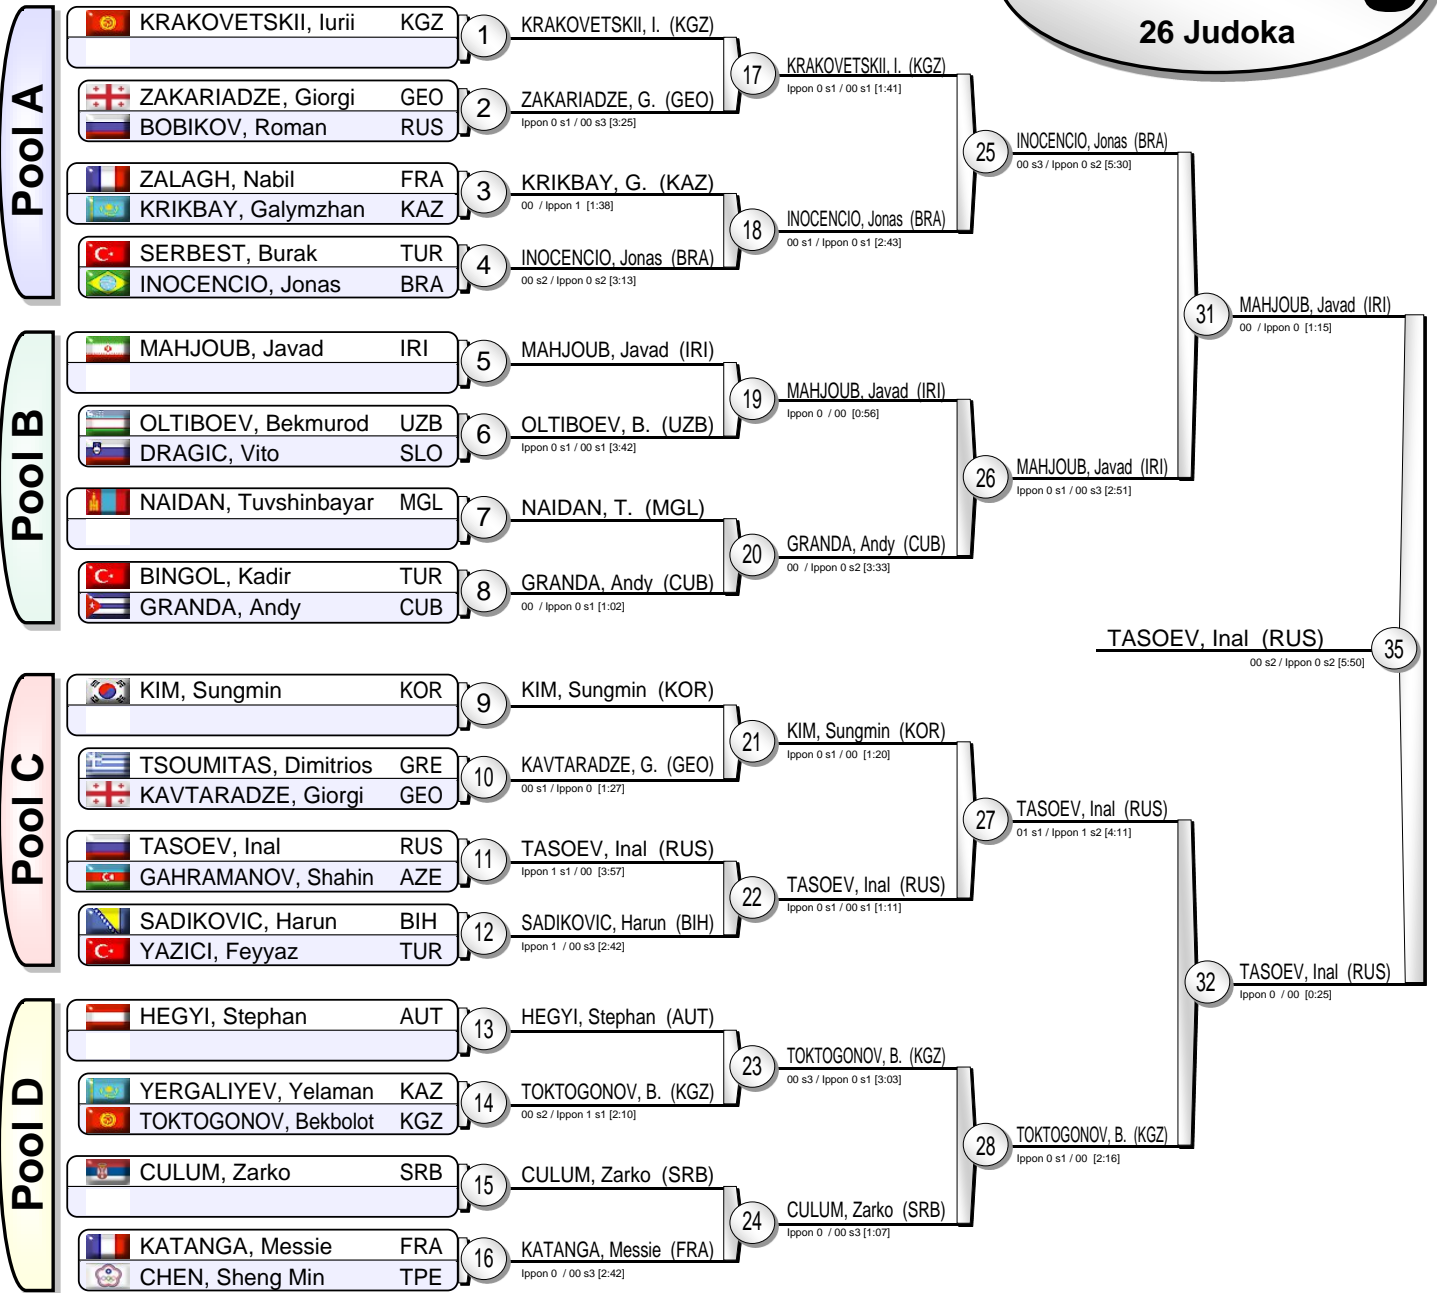 26 Judoka
Pool A
KRAKOVETSKII, Iurii KGZ
1
ZAKARIADZE, Giorgi GEO
BOBIKOV, Roman RUS
2
ZALAGH, Nabil FRA
KRIKBAY, Galymzhan KAZ
3
SERBEST, Burak TUR
INOCENCIO, Jonas BRA
4
KRAKOVETSKII, I. (KGZ)
ZAKARIADZE, G. (GEO)
Ippon 0 s1 / 00 s3 [3:25]
17
KRIKBAY, G. (KAZ)
00 / Ippon 1 [1:38]
INOCENCIO, Jonas (BRA)
00 s2 / Ippon 0 s2 [3:13]
18
KRAKOVETSKII, I. (KGZ)
Ippon 0 s1 / 00 s1 [1:41]
INOCENCIO, Jonas (BRA)
00 s1 / Ippon 0 s1 [2:43]
25
INOCENCIO, Jonas (BRA)
00 s3 / Ippon 0 s2 [5:30]
Pool B
MAHJOUB, Javad IRI
5
OLTIBOEV, Bekmurod UZB
DRAGIC, Vito SLO
6
NAIDAN, Tuvshinbayar MGL
7
BINGOL, Kadir TUR
GRANDA, Andy CUB
8
MAHJOUB, Javad (IRI)
OLTIBOEV, B. (UZB)
Ippon 0 s1 / 00 s1 [3:42]
19
NAIDAN, T. (MGL)
GRANDA, Andy (CUB)
00 / Ippon 0 s1 [1:02]
20
MAHJOUB, Javad (IRI)
Ippon 0 / 00 [0:56]
GRANDA, Andy (CUB)
00 / Ippon 0 s2 [3:33]
26
MAHJOUB, Javad (IRI)
Ippon 0 s1 / 00 s3 [2:51]
31
MAHJOUB, Javad (IRI)
00 / Ippon 0 [1:15]
TASOEV, Inal (RUS)
00 s2 / Ippon 0 s2 [5:50]
35
Pool C
KIM, Sungmin KOR
9
TSOUMITAS, Dimitrios GRE
KAVTARADZE, Giorgi GEO
10
TASOEV, Inal RUS
GAHRAMANOV, Shahin AZE
11
SADIKOVIC, Harun BIH
YAZICI, Feyyaz TUR
12
KIM, Sungmin (KOR)
KAVTARADZE, G. (GEO)
00 s1 / Ippon 0 [1:27]
21
TASOEV, Inal (RUS)
Ippon 1 s1 / 00 [3:57]
SADIKOVIC, Harun (BIH)
Ippon 1 / 00 s3 [2:42]
22
KIM, Sungmin (KOR)
Ippon 0 s1 / 00 [1:20]
TASOEV, Inal (RUS)
Ippon 0 s1 / 00 s1 [1:11]
27
TASOEV, Inal (RUS)
01 s1 / Ippon 1 s2 [4:11]
Pool D
HEGYI, Stephan AUT
13
YERGALIYEV, Yelaman KAZ
TOKTOGONOV, Bekbolot KGZ
14
CULUM, Zarko SRB
15
KATANGA, Messie FRA
CHEN, Sheng Min TPE
16
HEGYI, Stephan (AUT)
TOKTOGONOV, B. (KGZ)
00 s2 / Ippon 1 s1 [2:10]
23
CULUM, Zarko (SRB)
KATANGA, Messie (FRA)
Ippon 0 / 00 s3 [2:42]
24
TOKTOGONOV, B. (KGZ)
00 s3 / Ippon 0 s1 [3:03]
CULUM, Zarko (SRB)
Ippon 0 / 00 s3 [1:07]
28
TOKTOGONOV, B. (KGZ)
Ippon 0 s1 / 00 [2:16]
32
TASOEV, Inal (RUS)
Ippon 0 / 00 [0:25]